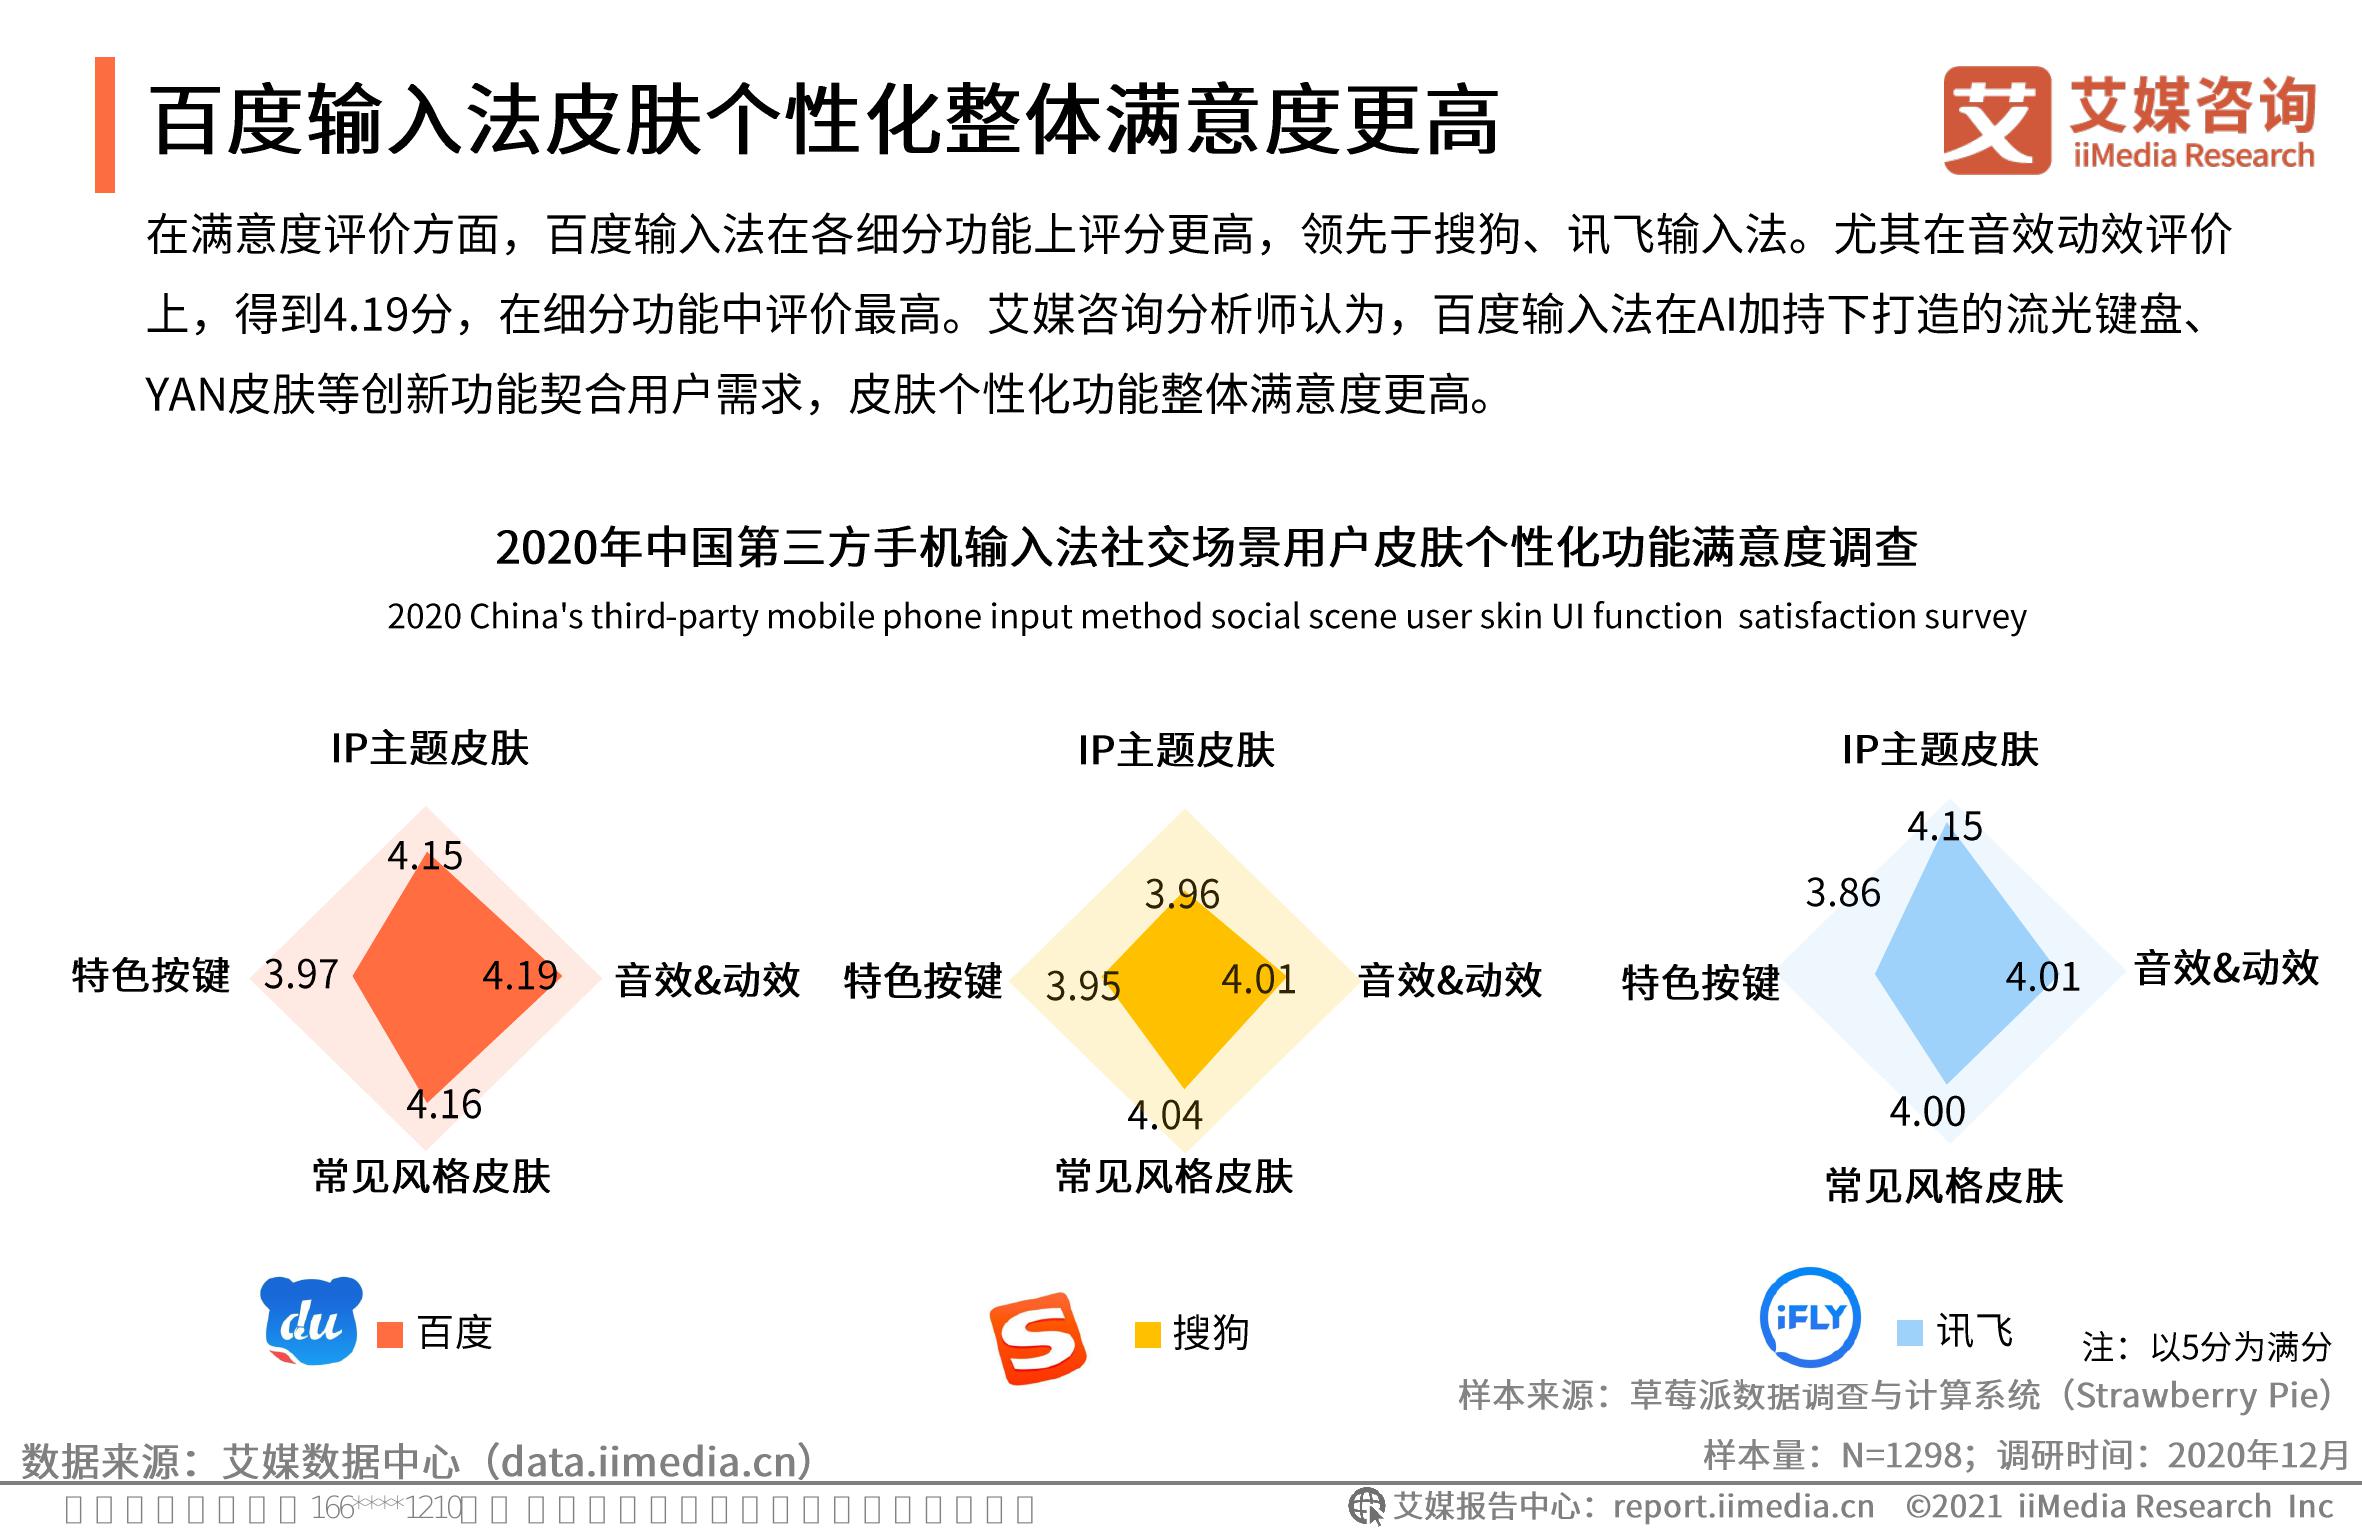 百度输入法皮肤个性化整体满意度更高
艾 艾媒咨询
iiMedia Research
在满意度评价方面，百度输入法在各细分功能上评分更高，领先于搜狗、讯飞输入法。尤其在音效动效评价
上，得到4.19分，在细分功能中评价最高。艾媒咨询分析师认为，百度输入法在AI加持下打造的流光键盘、
YAN皮肤等创新功能契合用户需求，皮肤个性化功能整体满意度更高。
2020年中国第三方手机输入法社交场景用户皮肤个性化功能满意度调查
2020 China's third-party mobile phone input method social scene user skin UI function satisfaction survey
IP主题皮肤
4.15
特色按键
3.97
4.19
音效&动效
4.16
常见风格皮肤
IP主题皮肤
3.96
特色按键
3.95
4.01
音效&动效
4.04
常见风格皮肤
IP主题皮肤
4.15
3.86
特色按键
4.01
音效&动效
4.00
常见风格皮肤
du 百度
S 搜狗
iFLY 讯飞
注：以5分为满分
样本来源：草莓派数据调查与计算系统（Strawberry Pie）
数据来源：艾媒数据中心（data.iimedia.cn）
样本量：N=1298；调研时间：2020年12月
166****1210
艾媒报告中心：report.iimedia.cn ©2021 iiMedia Research Inc